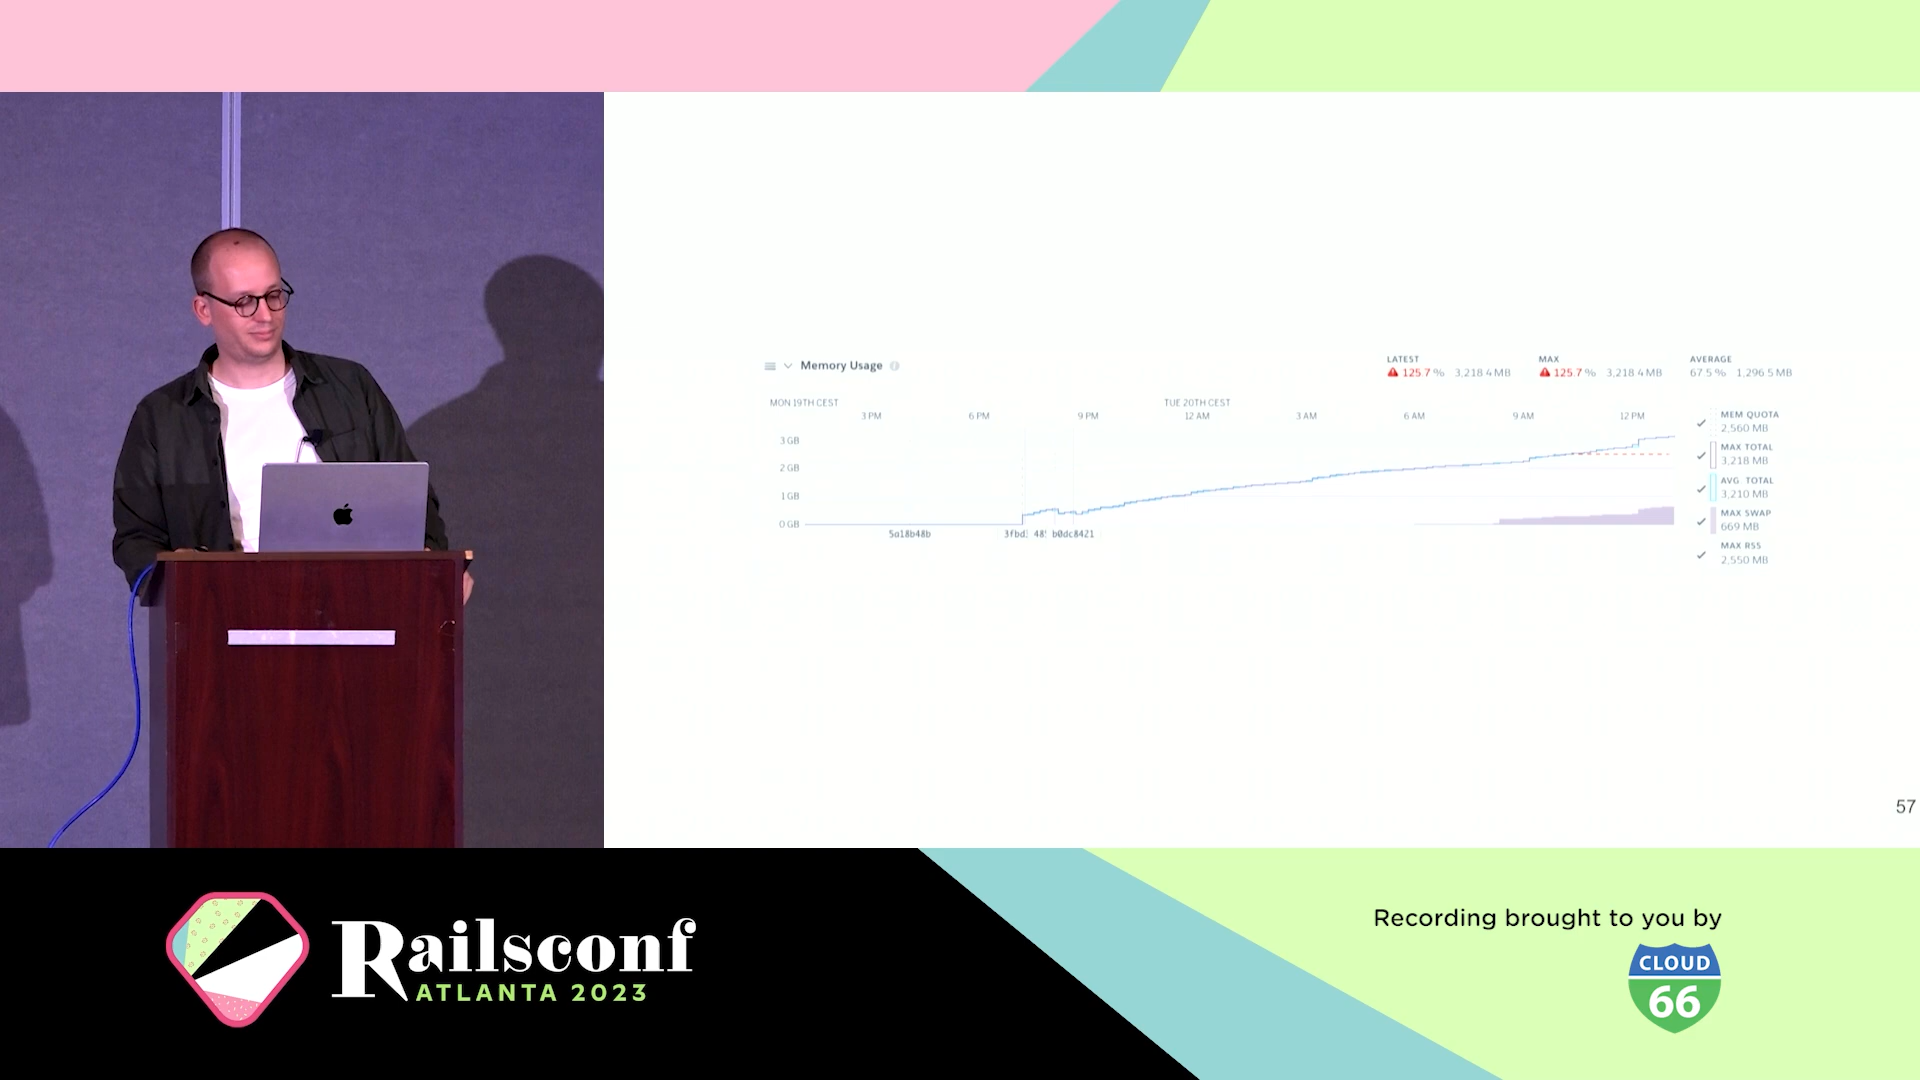 Memory Usage
LATEST
125.7 % 3,218.4 MB
MAX
125.7 % 3,218.4 MB
AVERAGE
67.5 % 1,296.5 MB
MON 19TH CEST
TUE 20TH CEST
3 PM 6 PM 9 PM 12 AM 3 AM 6 AM 9 AM 12 PM
3 GB
2 GB
1 GB
0 GB
5a18b48b 3fbd b0dc8421
MEM QUOTA
2,560 MB
MAX TOTAL
3,218 MB
AVG TOTAL
3,210 MB
MAX SWAP
669 MB
MAX RSS
2,550 MB
57
Railsconf
ATLANTA 2023
Recording brought to you by
CLOUD
66